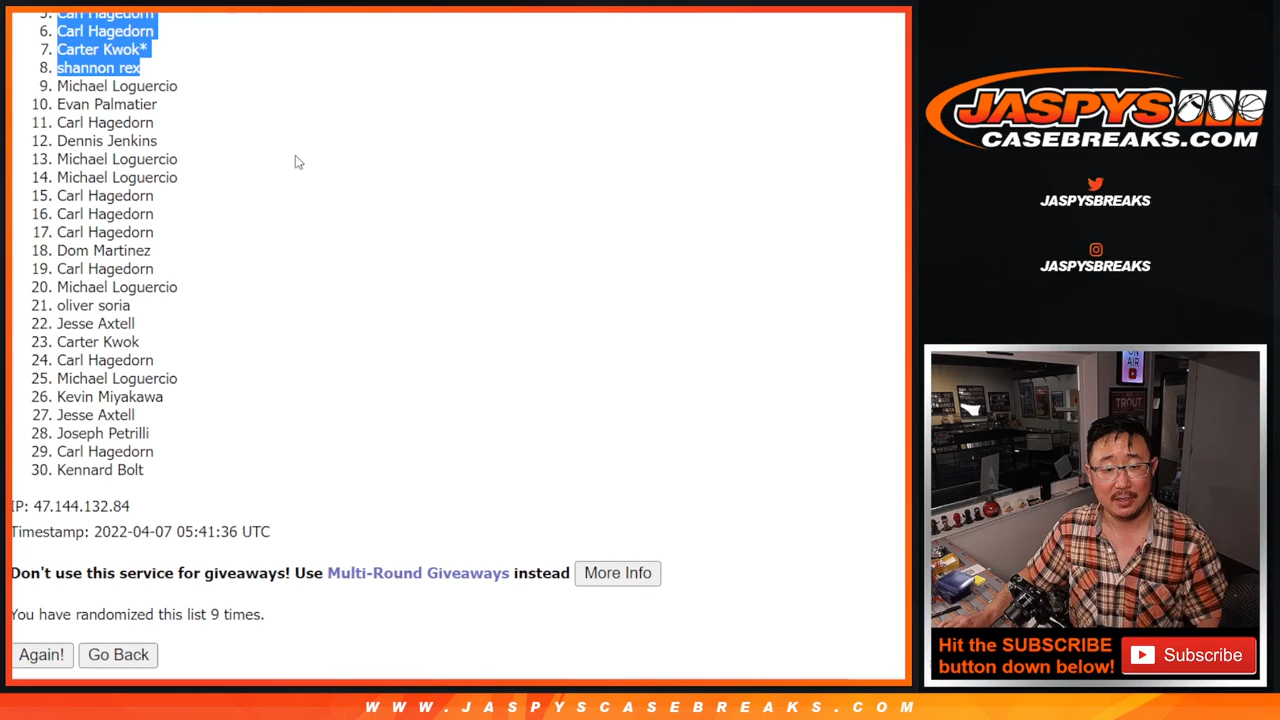 5. Carl Hagedorn
6. Carl Hagedorn
7. Carter Kwok*
8. shannon rex
9. Michael Loguercio
10. Evan Palmatier
11. Carl Hagedorn
12. Dennis Jenkins
13. Michael Loguercio
14. Michael Loguercio
15. Carl Hagedorn
16. Carl Hagedorn
17. Carl Hagedorn
18. Dom Martinez
19. Carl Hagedorn
20. Michael Loguercio
21. oliver soria
22. Jesse Axtell
23. Carter Kwok
24. Carl Hagedorn
25. Michael Loguercio
26. Kevin Miyakawa
27. Jesse Axtell
28. Joseph Petrilli
29. Carl Hagedorn
30. Kennard Bolt
IP: 47.144.132.84
Timestamp: 2022-04-07 05:41:36 UTC
Don't use this service for giveaways! Use Multi-Round Giveaways instead More Info
You have randomized this list 9 times.
Again! Go Back
JASPYS
CASEBREAKS.COM
JASPYSBREAKS
JASPYSBREAKS
ON
AIR
TROUT
Hit the SUBSCRIBE
button down below!
Subscribe
WWW.JASPYSCASEBREAKS.COM